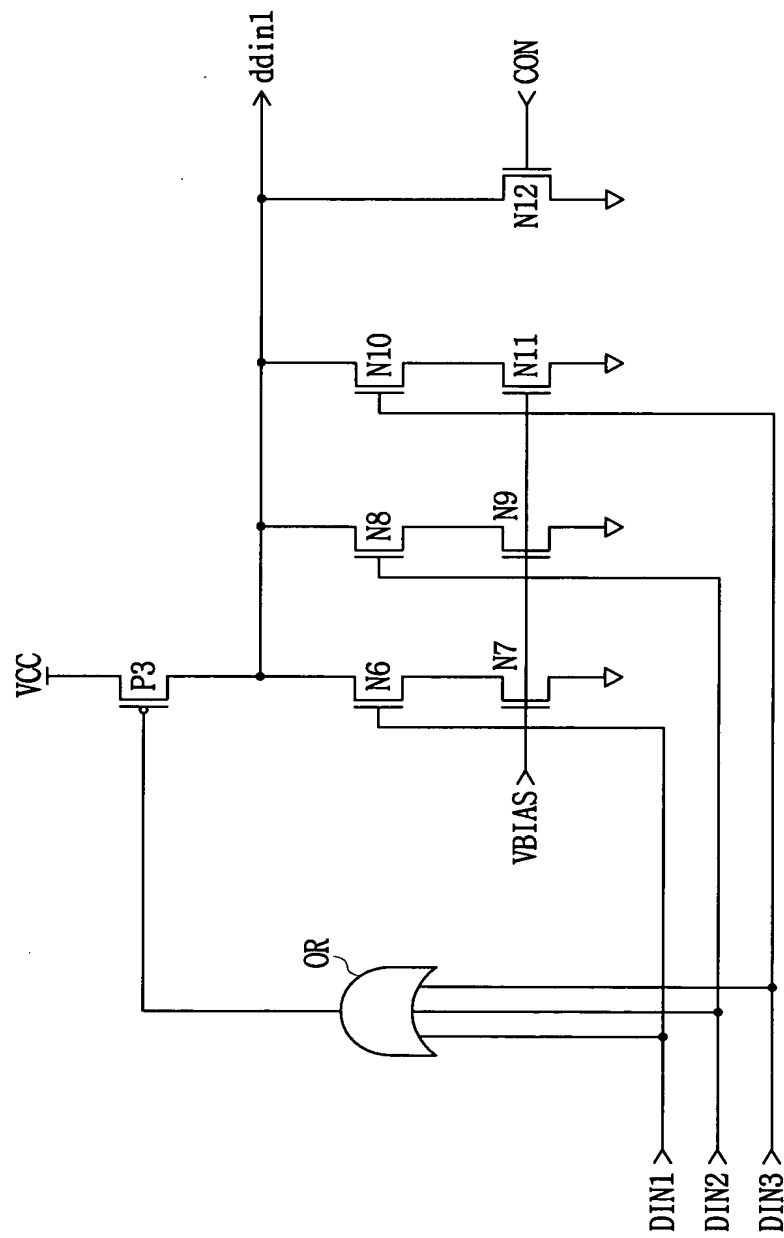 VCC
P3
ddin1
OR
N6
N8
N10
N7
N9
N11
N12
CON
VBIAS
DIN1
DIN2
DIN3